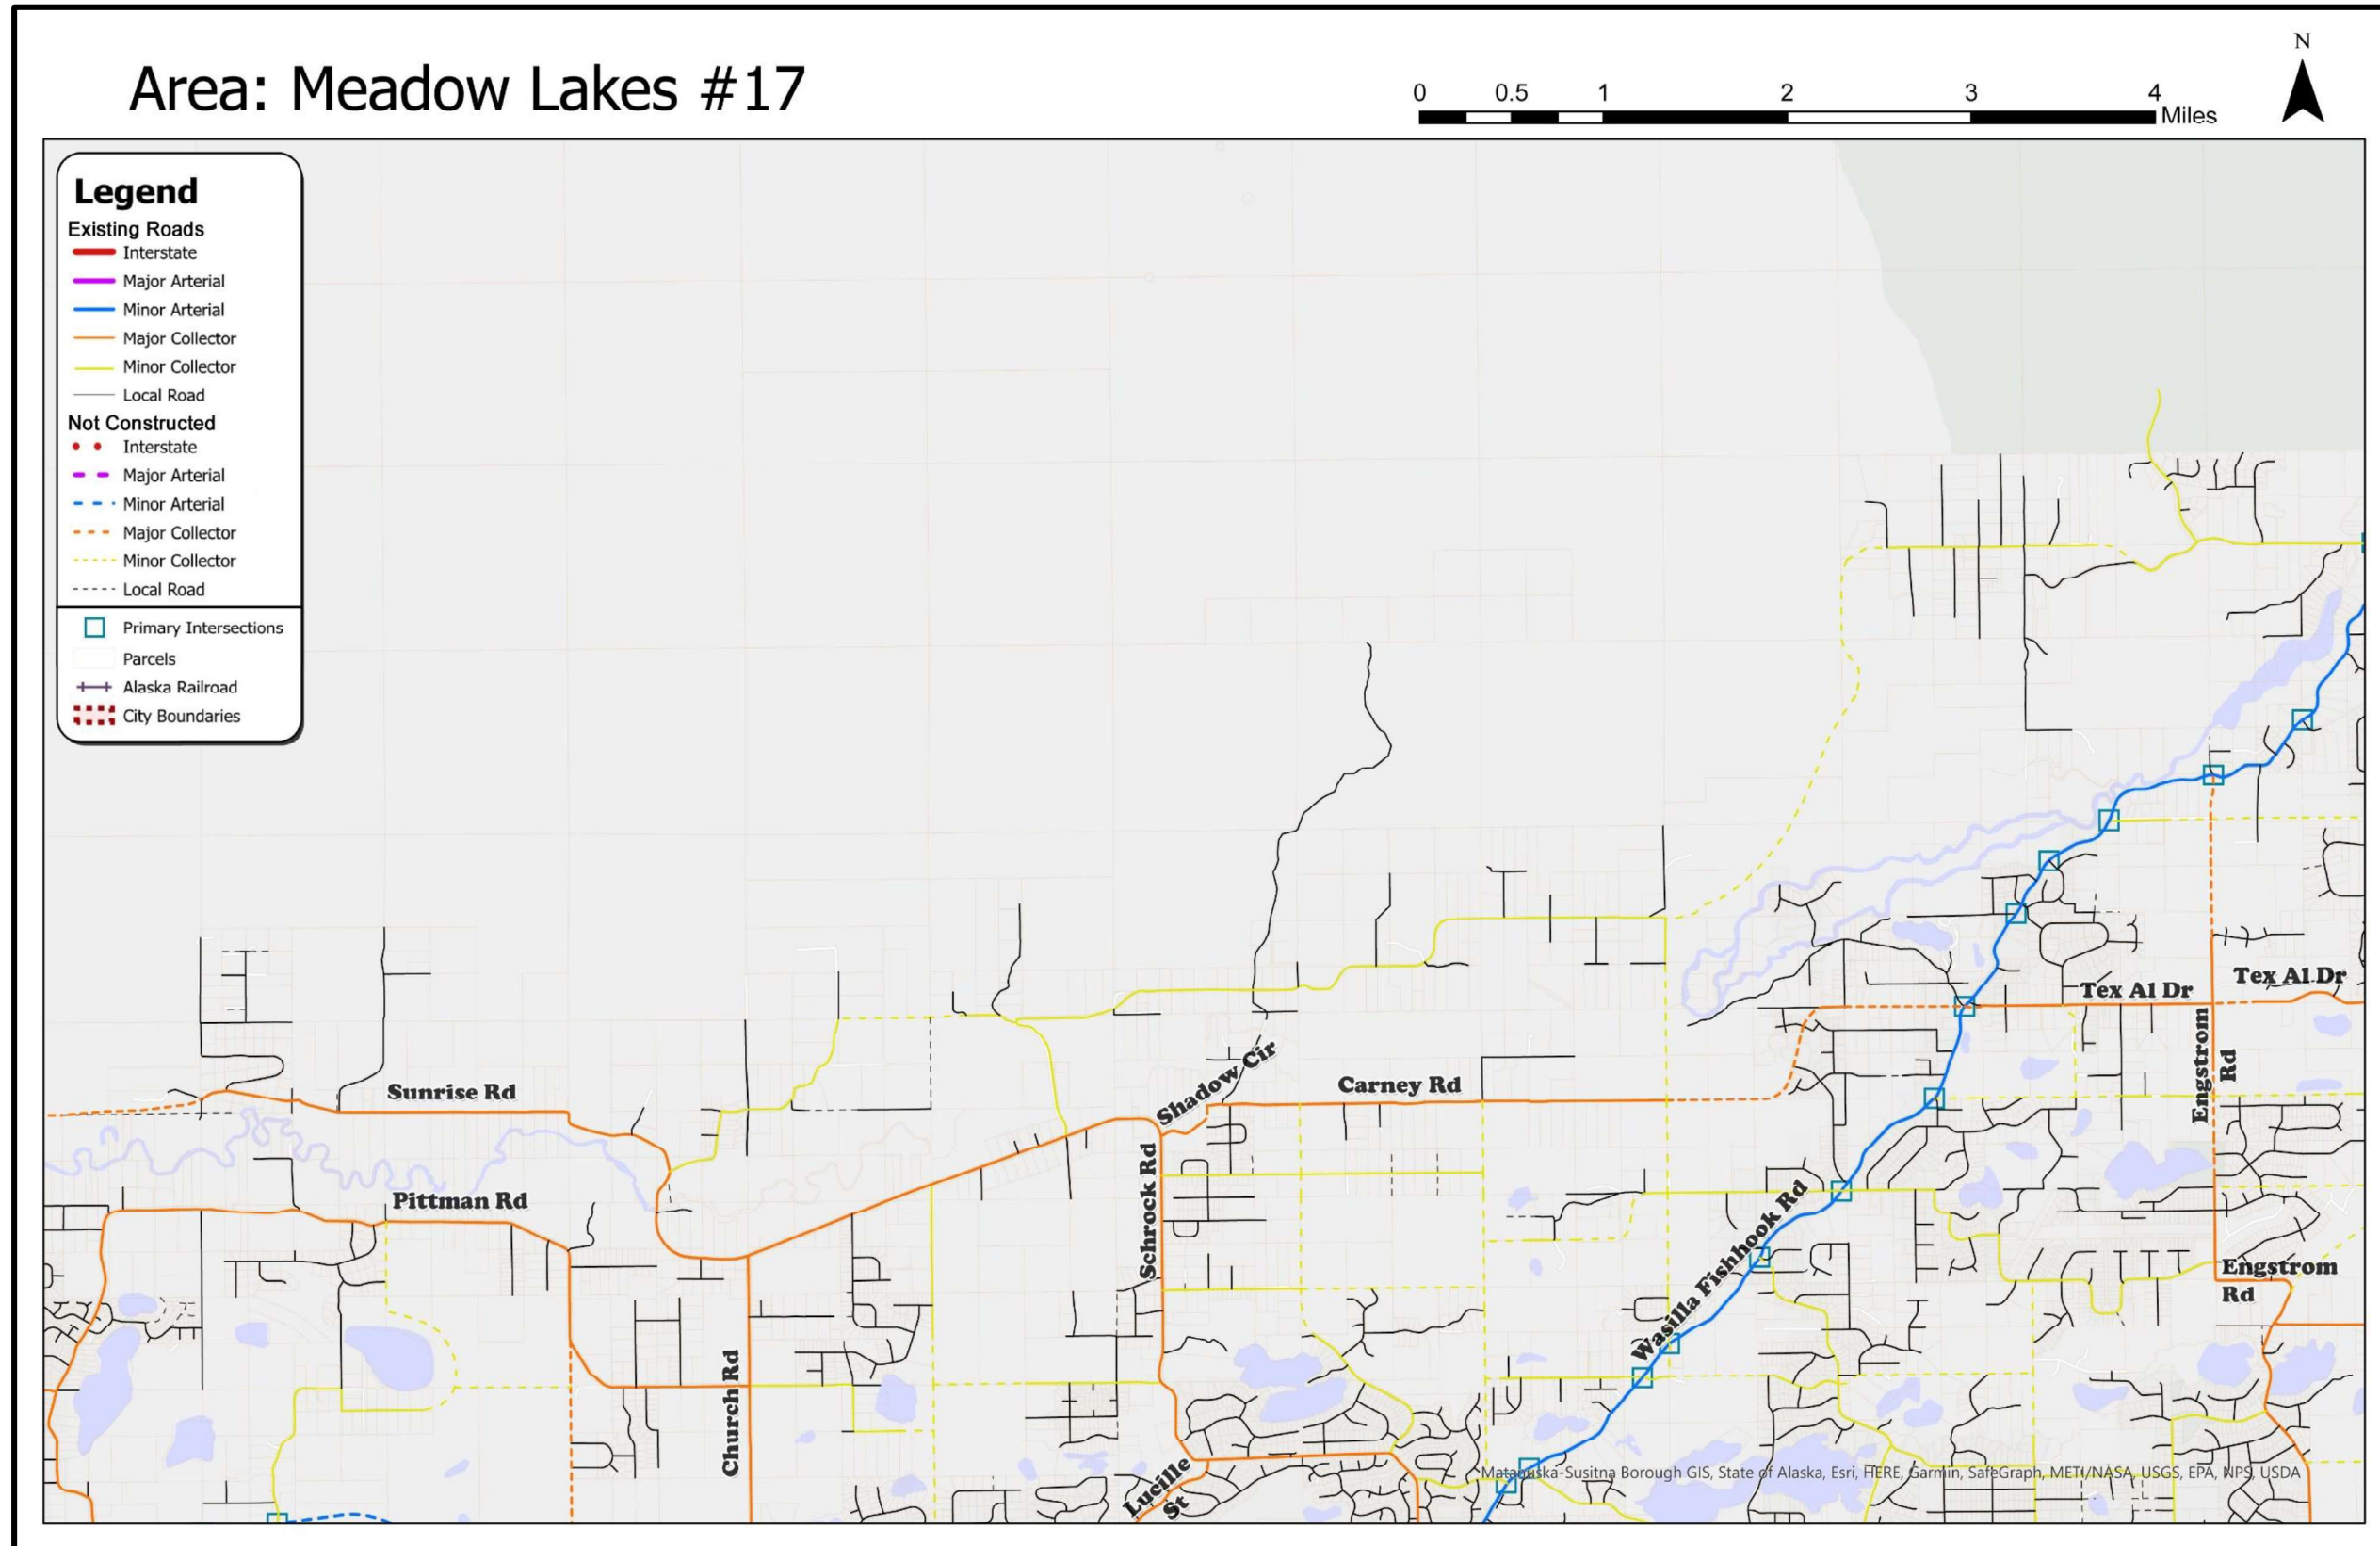 N
Area: Meadow Lakes #17
0 0.5 1 2 3 4
Miles
Legend
Existing Roads
Interstate
Major Arterial
Minor Arterial
Major Collector
Minor Collector
Local Road
Not Constructed
Interstate
Major Arterial
Minor Arterial
Major Collector
Minor Collector
Local Road
Primary Intersections
Parcels
Alaska Railroad
City Boundaries
Tex Al Dr
Tex Al Dr
Engstrom
Rd
Shadow Cir
Carney Rd
Sunrise Rd
Pittman Rd
Schrock Rd
Wasilla Fishhook Rd
Engstrom
Rd
Church Rd
Lucille
St
Matanuska-Susitna Borough GIS, State of Alaska, Esri, HERE, Garmin, SafeGraph, METI/NASA, USGS, EPA, NPS, USDA